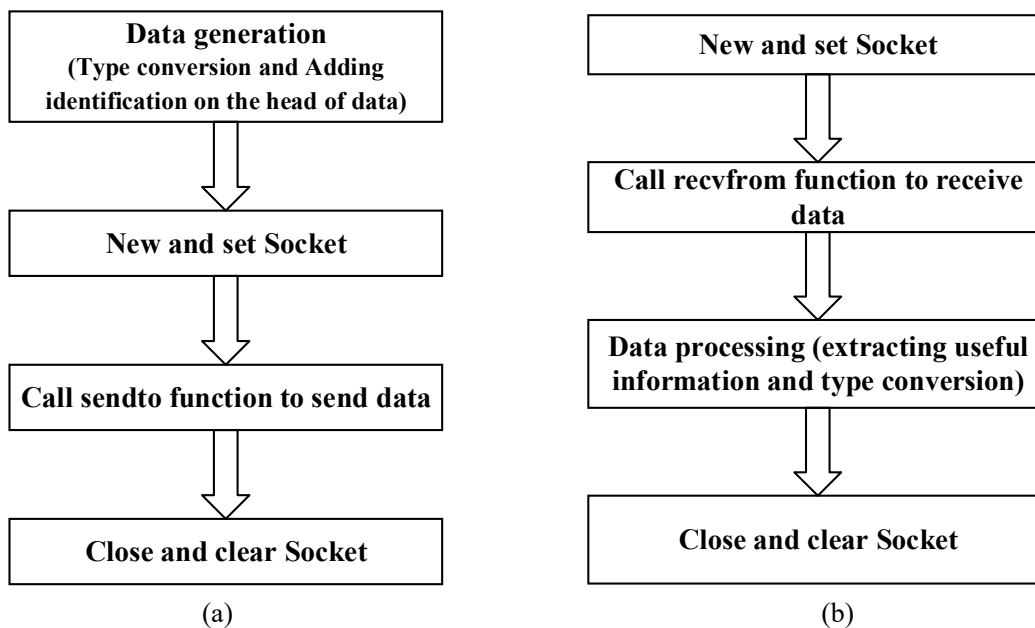 Data generation
(Type conversion and Adding
identification on the head of data)
New and set Socket
Call sendto function to send data
Close and clear Socket
(a)
New and set Socket
Call recvfrom function to receive
data
Data processing (extracting useful
information and type conversion)
Close and clear Socket
(b)